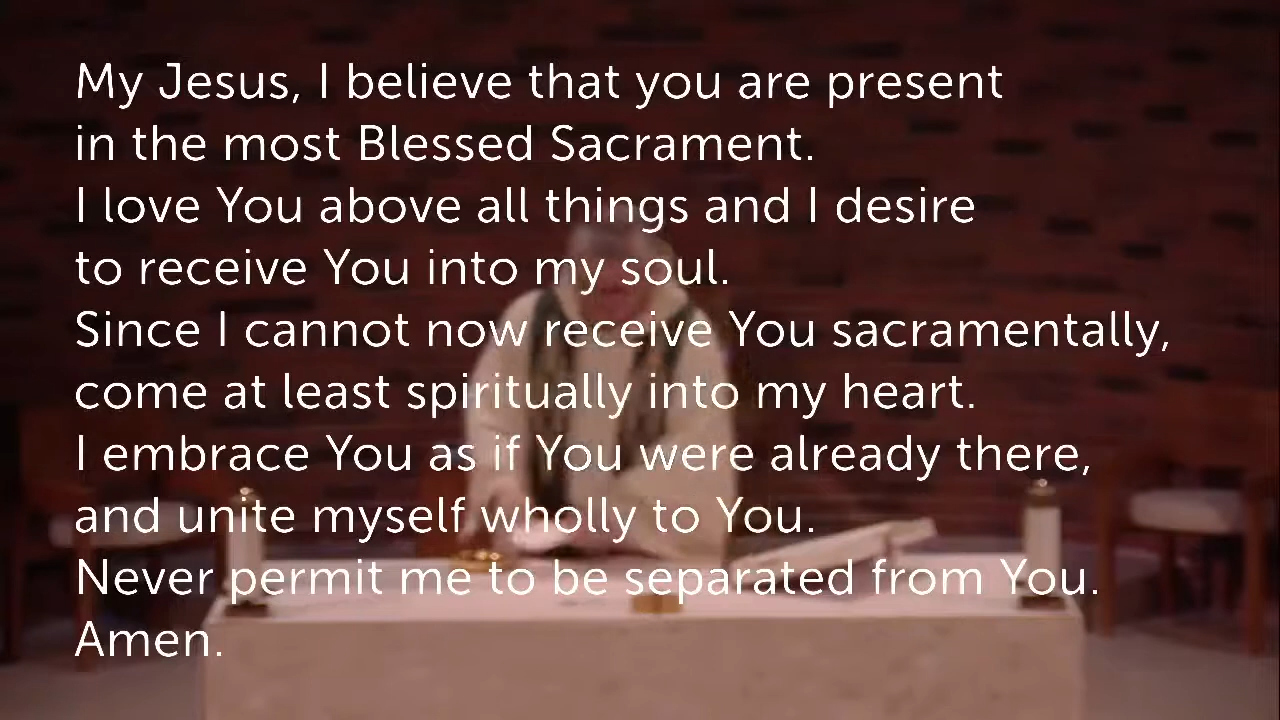 My Jesus, I believe that you are present
in the most Blessed Sacrament.
I love You above all things and I desire
to receive You into my soul.
Since I cannot now receive You sacramentally,
come at least spiritually into my heart.
I embrace You as if You were already there,
and unite myself wholly to You.
Never permit me to be separated from You.
Amen.